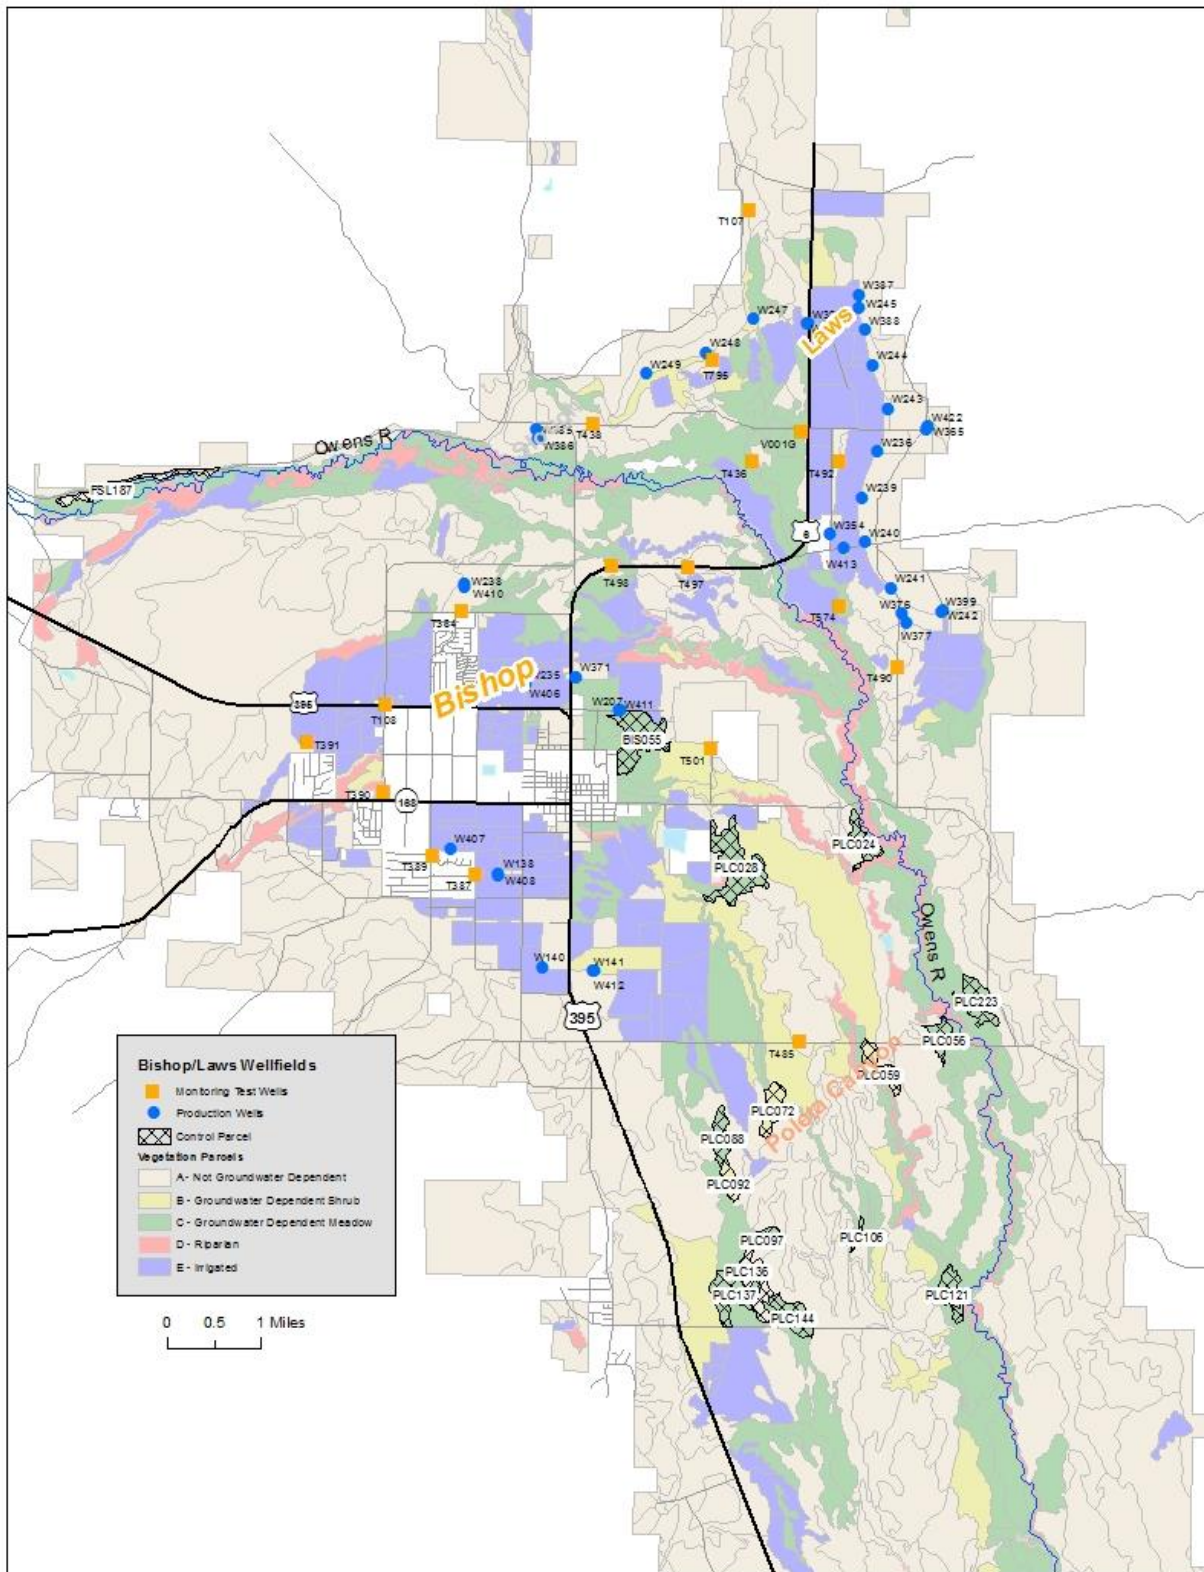 T107
W387
W245
W247
W388
Laws
W248
T795
W244
W249
W243
W422
W365
T438
W386
V001G
W236
Owens R
T436
T492
FSL187
W239
W354
6
W240
W413
T498
T497
W238
W410
W241
W399
W376
W242
T384
T574
W377
Bishop
W371
T490
W235
W406
395
W207
W411
T108
BIS055
T391
T501
T390
168
PLC024
W407
T389
W138
PLC028
T387
W408
Owens R
W140
W141
W412
PLC223
395
PLC056
T485
PLC059
PLC072
PLC088
PLC092
PLC106
PLC097
PLC136
PLC137
PLC121
PLC144
Bishop/Laws Wellfields
Monitoring Test Wells
Production Wells
Control Parcel
Vegetation Parcels
A - Not Groundwater Dependent
B - Groundwater Dependent Shrub
C - Groundwater Dependent Meadow
D - Riparian
E - Irrigated
0 0.5 1 Miles